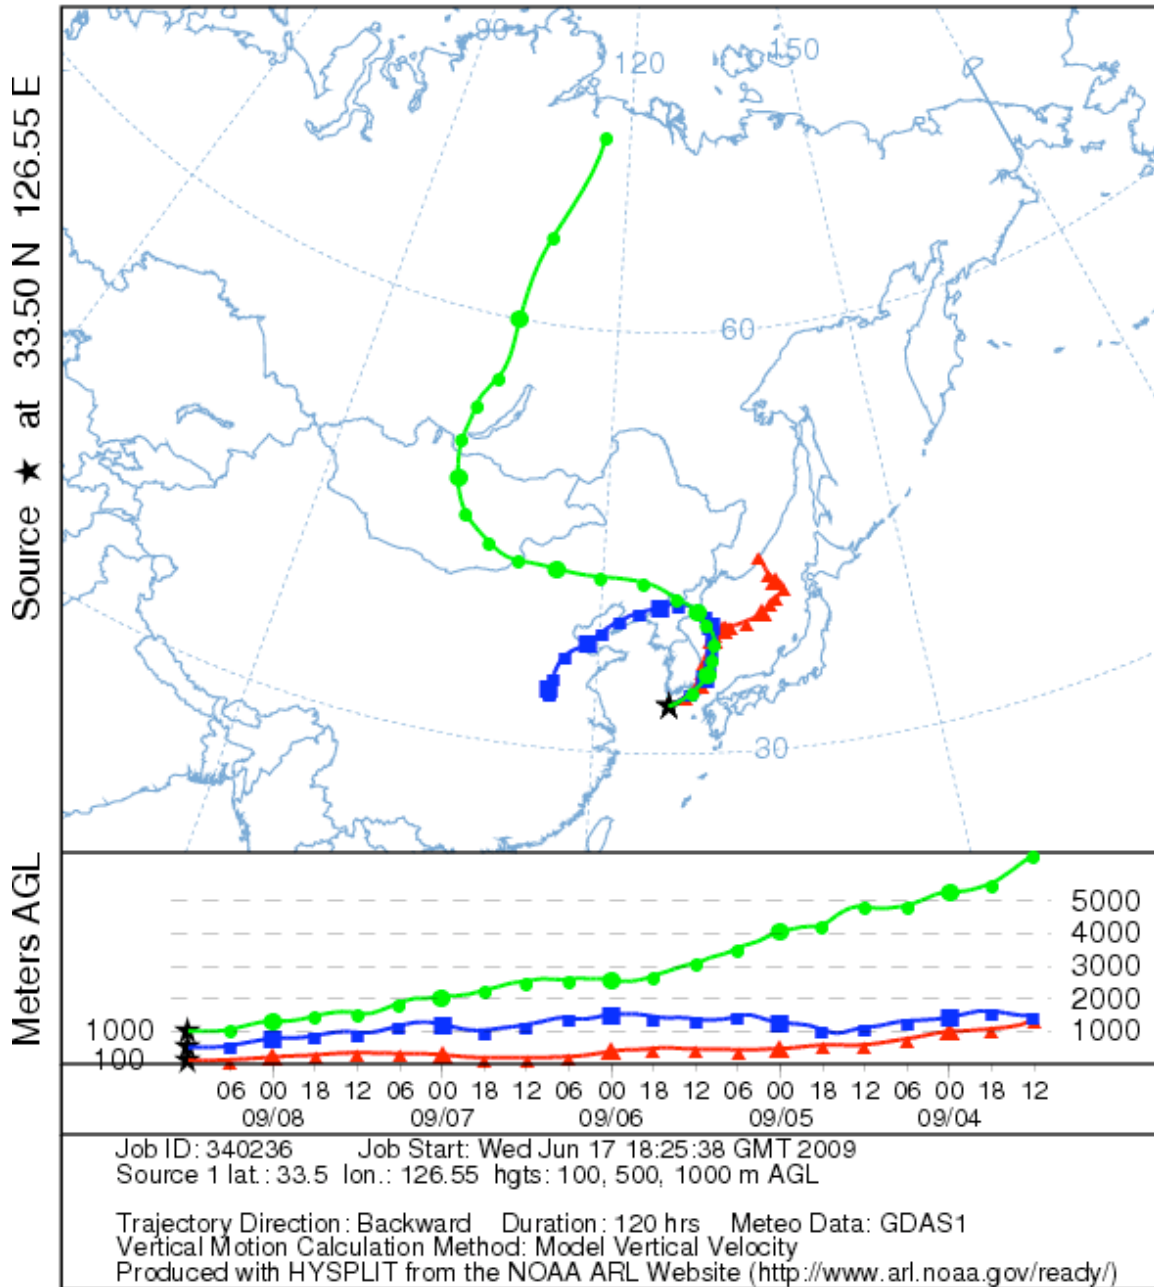 90
120
150
60
30
Source ★ at 33.50 N 126.55 E
Meters AGL
5000
4000
3000
2000
1000
1000
100
06 00 18 12 06 00 18 12 06 00 18 12 06 00 18 12 06 00 18 12
09/08 09/07 09/06 09/05 09/04
Job ID: 340236 Job Start: Wed Jun 17 18:25:38 GMT 2009
Source 1 lat.: 33.5 lon.: 126.55 hgts: 100, 500, 1000 m AGL
Trajectory Direction: Backward Duration: 120 hrs Meteo Data: GDAS1
Vertical Motion Calculation Method: Model Vertical Velocity
Produced with HYSPLIT from the NOAA ARL Website (http://www.arl.noaa.gov/ready/)